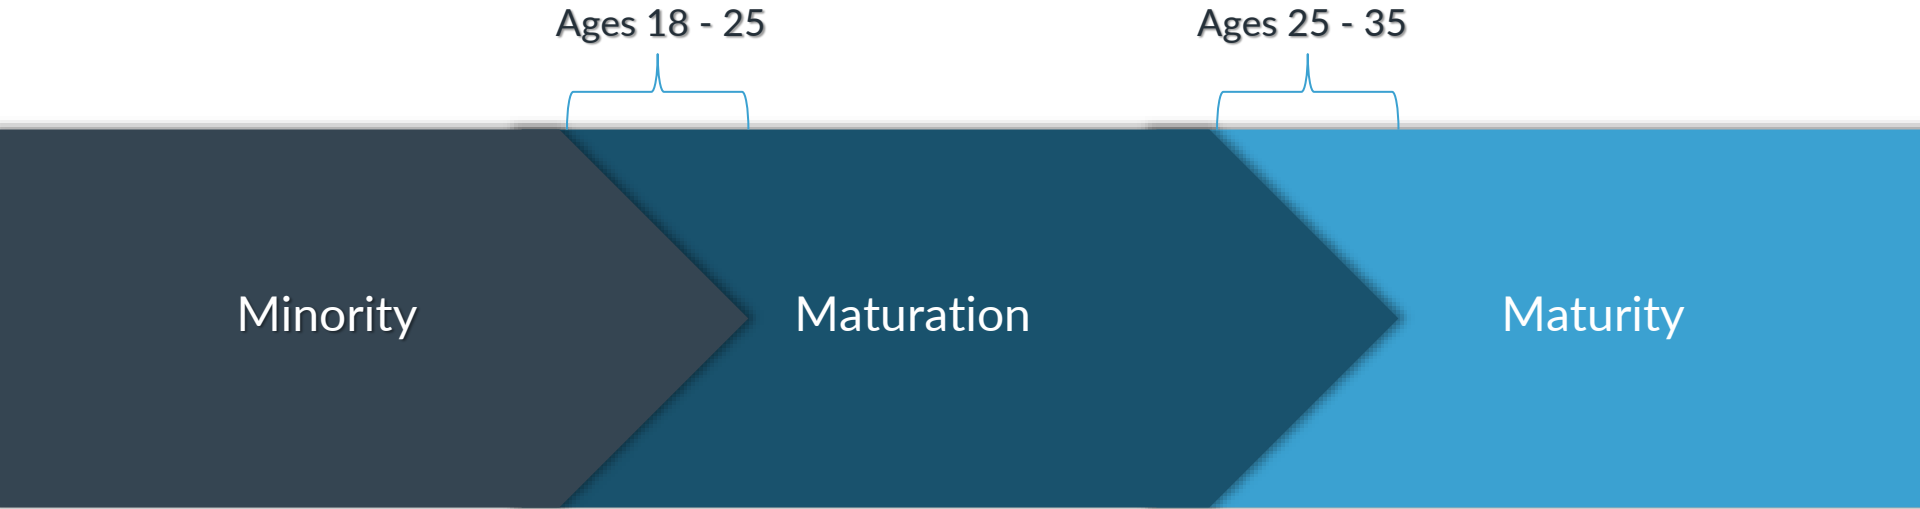 Ages 18 - 25
Ages 25 - 35
Minority
Maturation
Maturity